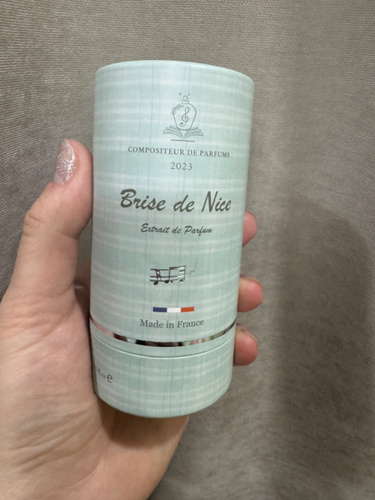 COMPOSITEUR DE PARFUMS
2023
Brise de Nice
Extrait de Parfum
Made in France
℮